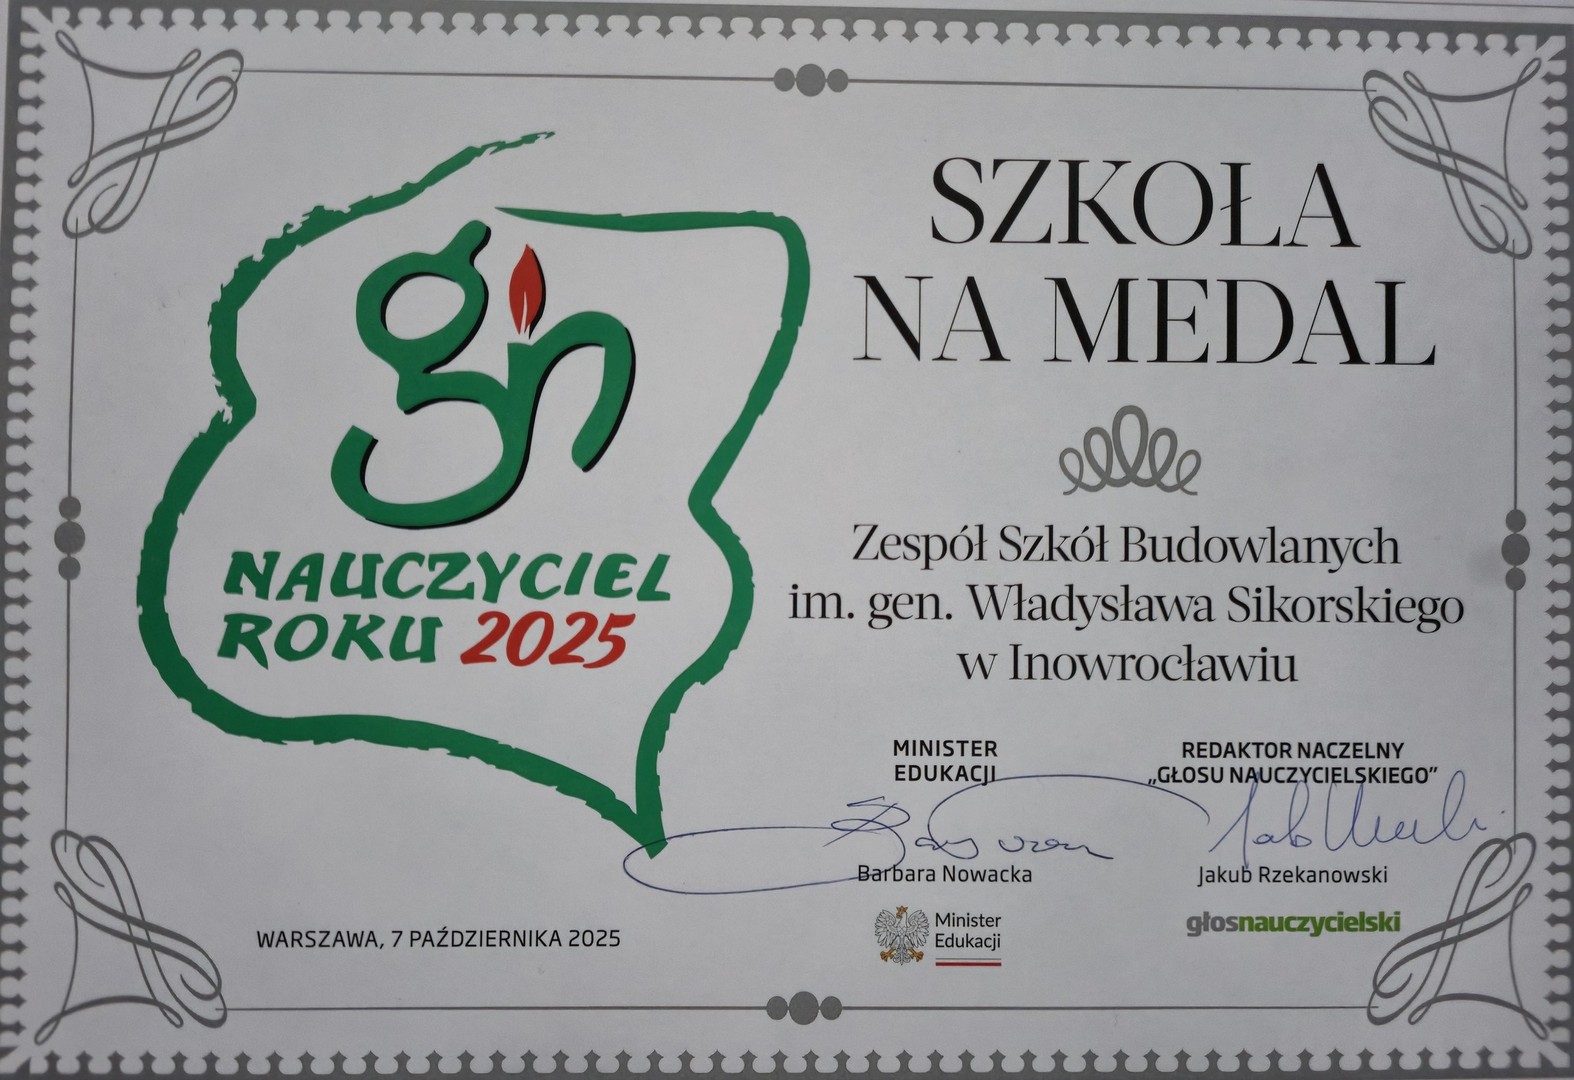 gn
NAUCZYCIEL
ROKU 2025
SZKOŁA
NA MEDAL
Zespół Szkół Budowlanych
im. gen. Władysława Sikorskiego
w Inowrocławiu
MINISTER
EDUKACJI
Barbara Nowacka
Minister
Edukacji
REDAKTOR NACZELNY
„GŁOSU NAUCZYCIELSKIEGO”
Jakub Rzekanowski
głosnauczycielski
WARSZAWA, 7 PAŹDZIERNIKA 2025